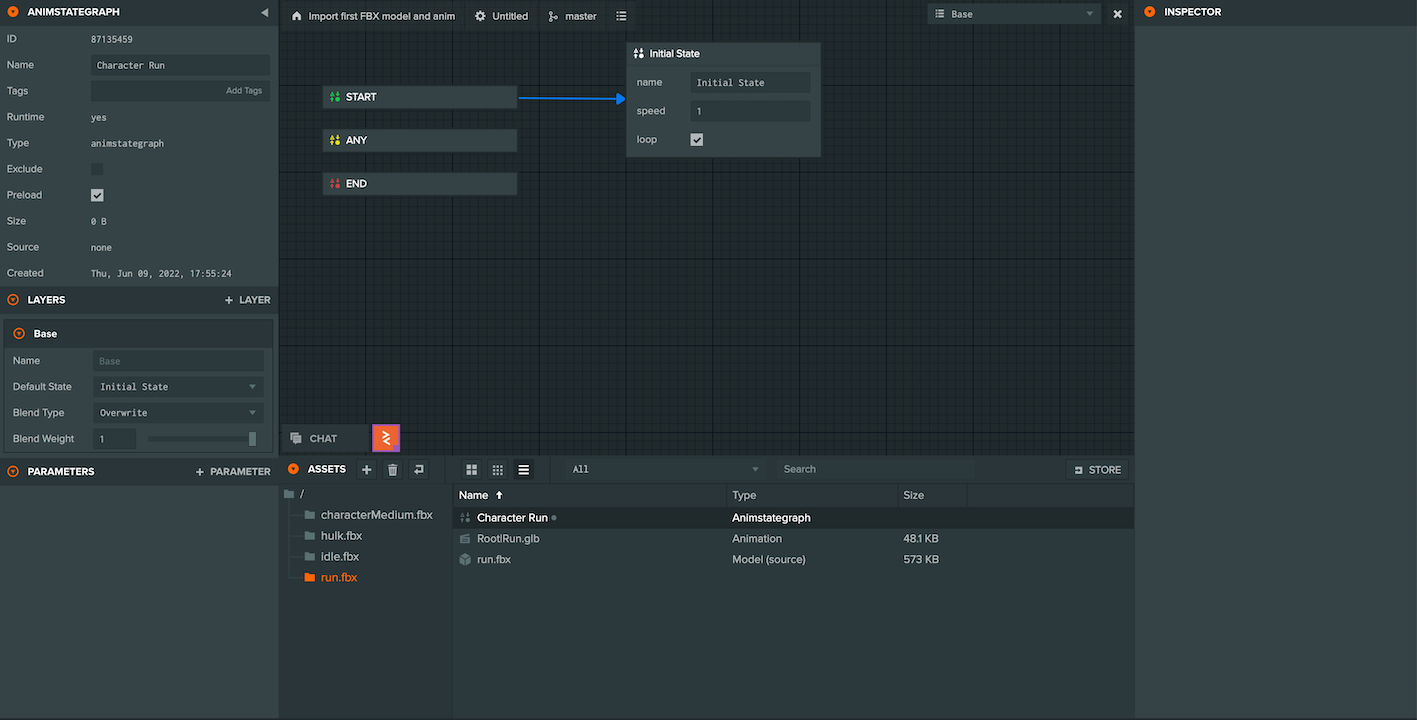 ANIMSTATEGRAPH
ID 87135459
Name Character Run
Tags Add Tags
Runtime yes
Type animstategraph
Exclude
Preload
Size 0 B
Source none
Created Thu, Jun 09, 2022, 17:55:24
LAYERS + LAYER
Base
Name Base
Default State Initial State
Blend Type Overwrite
Blend Weight 1
PARAMETERS + PARAMETER
Import first FBX model and anim Untitled master
Base
START
ANY
END
Initial State
name Initial State
speed 1
loop
CHAT
INSPECTOR
ASSETS
All Search STORE
/
characterMedium.fbx
hulk.fbx
idle.fbx
run.fbx
Name Type Size
Character Run Animstategraph
Root|Run.glb Animation 48.1 KB
run.fbx Model (source) 573 KB